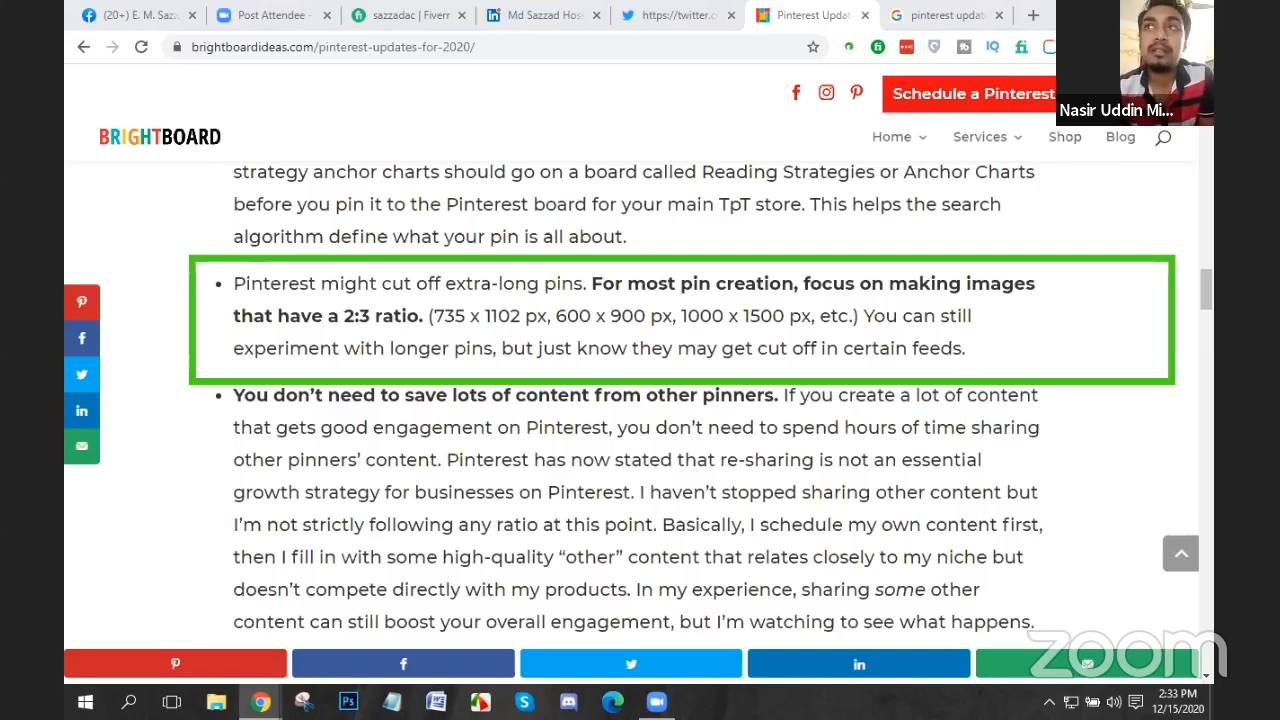 (20+) E. M. Saz
Post Attendee -
sazzadac | Fiverr
Md Sazzad Hos
https://twitter.c
Pinterest Updat
pinterest updat
brightboardideas.com/pinterest-updates-for-2020/
Schedule a Pinterest
Nasir Uddin Mi...
BRIGHTBOARD
Home
Services
Shop
Blog
strategy anchor charts should go on a board called Reading Strategies or Anchor Charts
before you pin it to the Pinterest board for your main TpT store. This helps the search
algorithm define what your pin is all about.
• Pinterest might cut off extra-long pins. For most pin creation, focus on making images
that have a 2:3 ratio. (735 x 1102 px, 600 x 900 px, 1000 x 1500 px, etc.) You can still
experiment with longer pins, but just know they may get cut off in certain feeds.
• You don’t need to save lots of content from other pinners. If you create a lot of content
that gets good engagement on Pinterest, you don’t need to spend hours of time sharing
other pinners’ content. Pinterest has now stated that re-sharing is not an essential
growth strategy for businesses on Pinterest. I haven’t stopped sharing other content but
I’m not strictly following any ratio at this point. Basically, I schedule my own content first,
then I fill in with some high-quality “other” content that relates closely to my niche but
doesn’t compete directly with my products. In my experience, sharing some other
content can still boost your overall engagement, but I’m watching to see what happens.
zoom
2:33 PM
12/15/2020